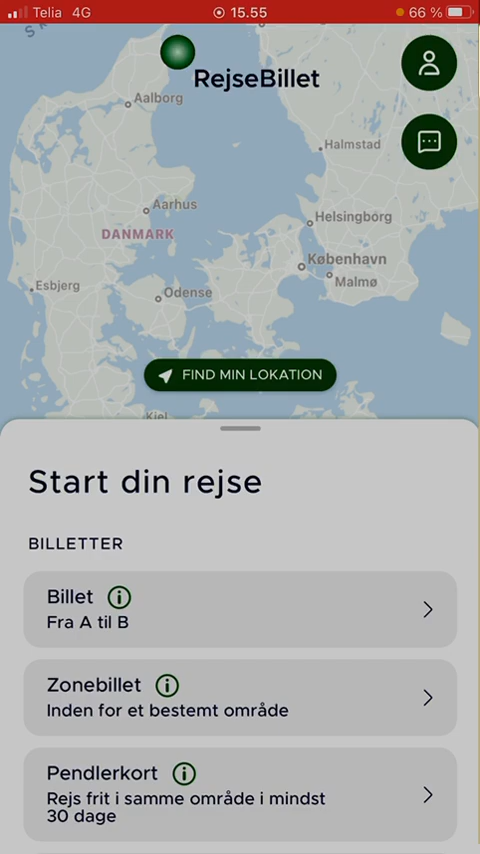 Telia 4G 15.55 66 %
RejseBillet
Aalborg
Halmstad
Aarhus
Helsingborg
DANMARK
København
Malmø
Esbjerg
Odense
FIND MIN LOKATION
Kiel
Start din rejse
BILLETTER
Billet
Fra A til B
Zonebillet
Inden for et bestemt område
Pendlerkort
Rejs frit i samme område i mindst
30 dage